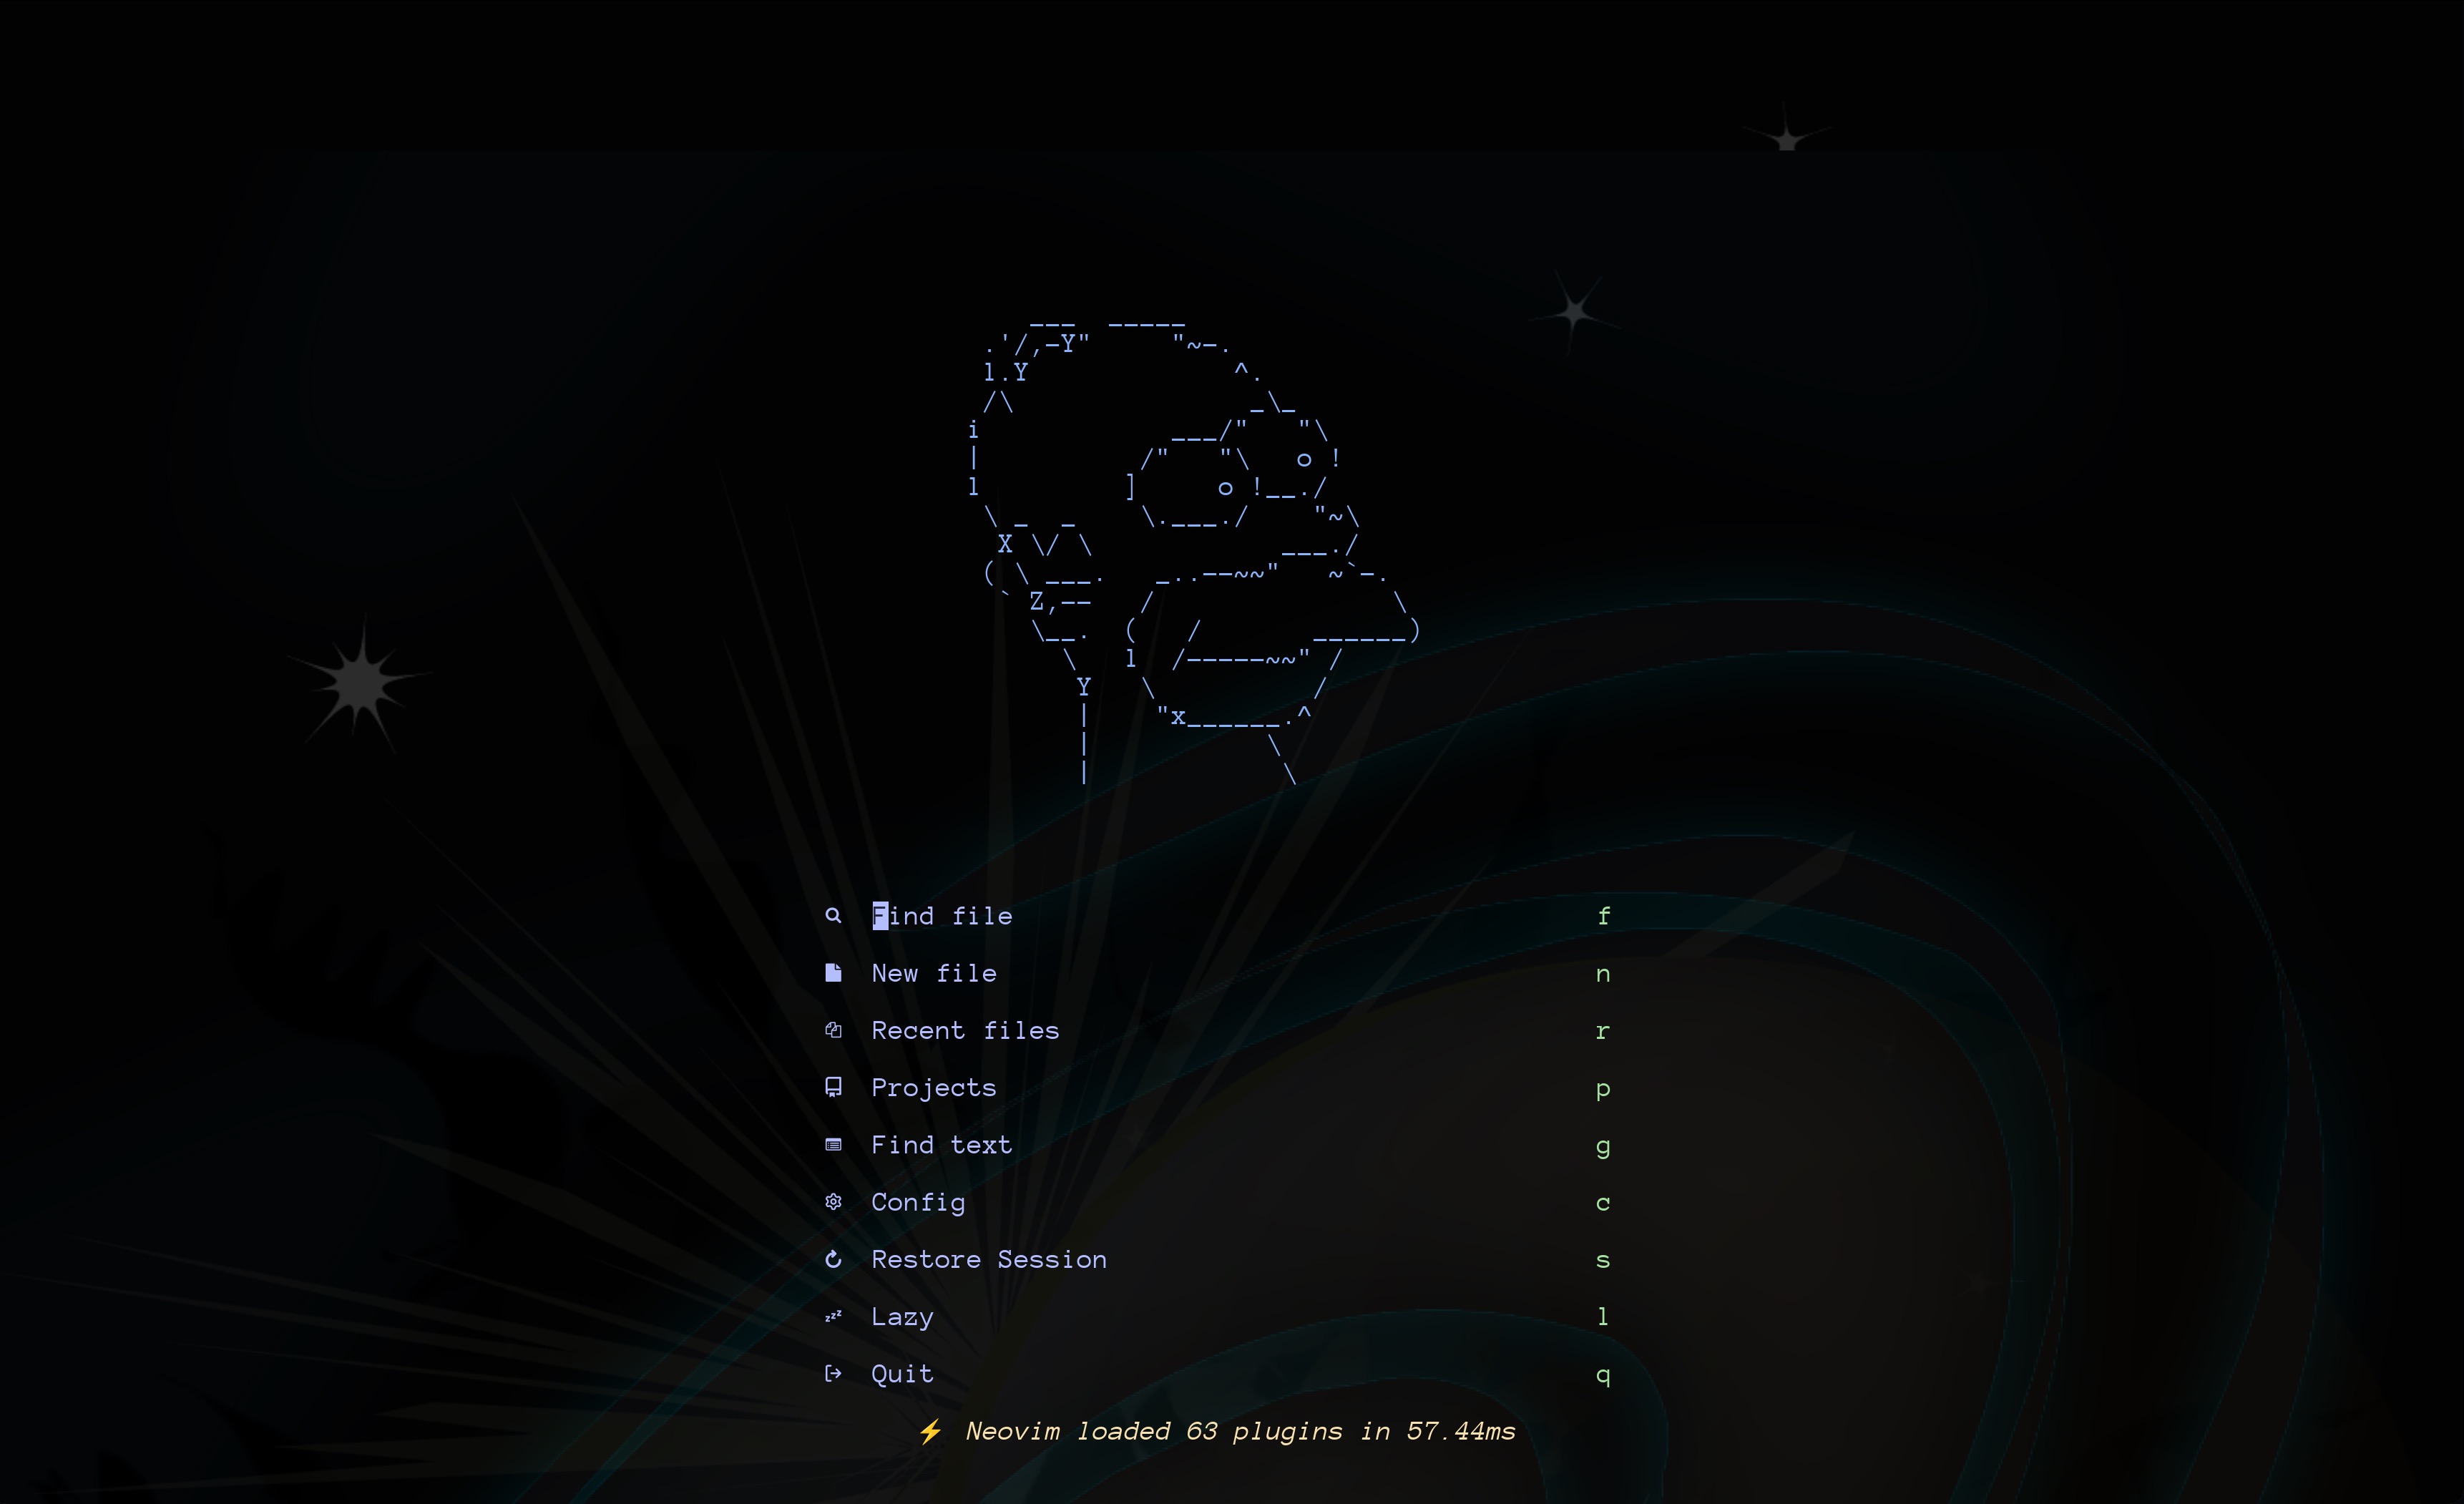 Find file f
New file n
Recent files r
Projects p
Find text g
Config c
Restore Session s
Lazy l
Quit q
⚡ Neovim loaded 63 plugins in 57.44ms